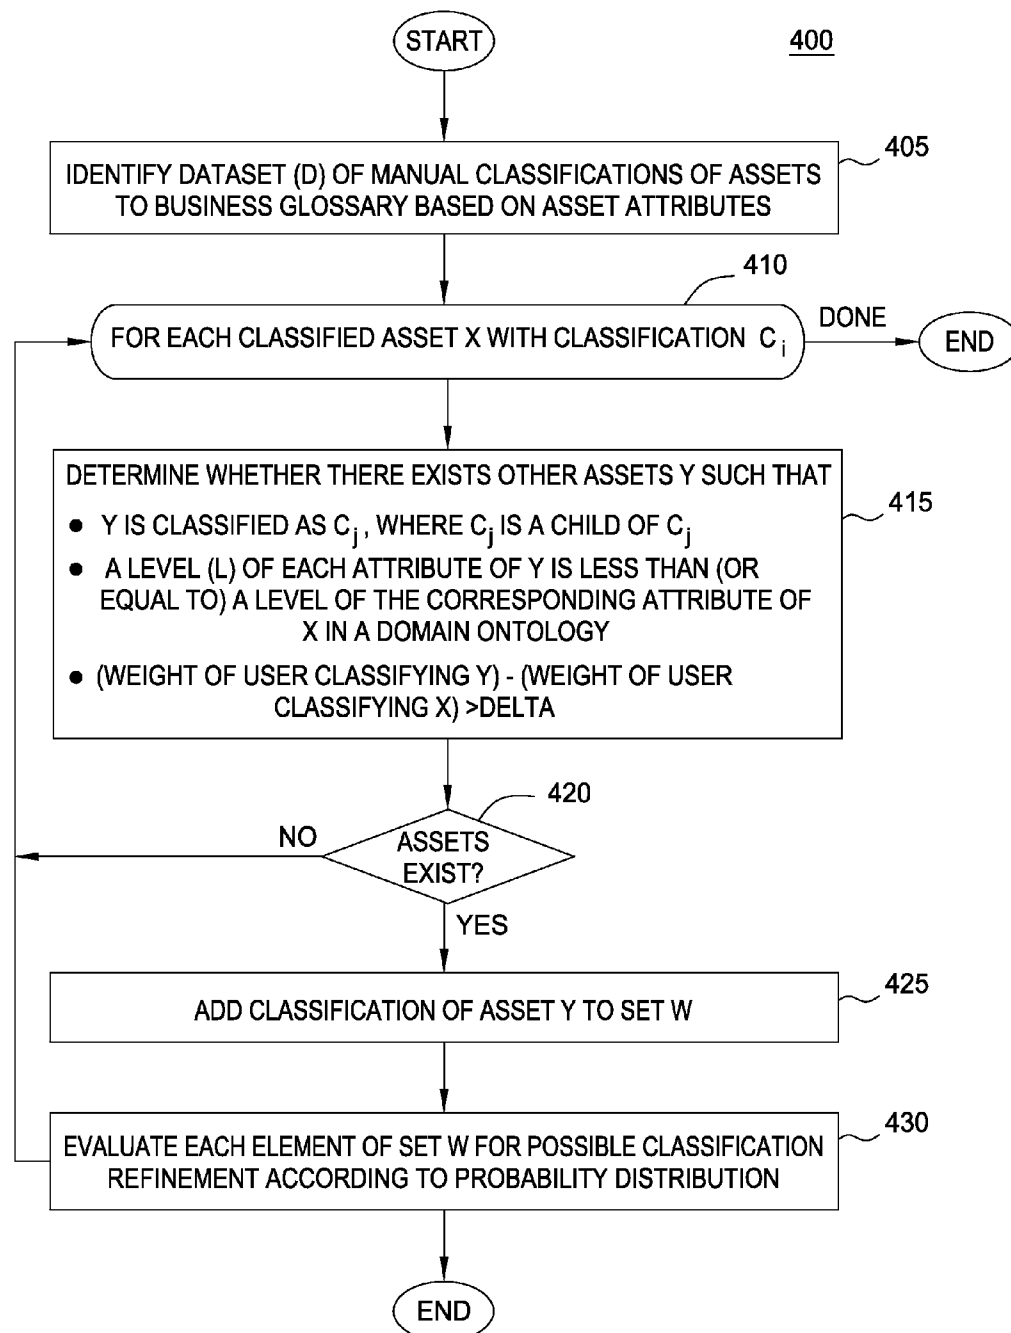 START
400
405
IDENTIFY DATASET (D) OF MANUAL CLASSIFICATIONS OF ASSETS
TO BUSINESS GLOSSARY BASED ON ASSET ATTRIBUTES
410
FOR EACH CLASSIFIED ASSET X WITH CLASSIFICATION C i
DONE
END
DETERMINE WHETHER THERE EXISTS OTHER ASSETS Y SUCH THAT
● Y IS CLASSIFIED AS C j , WHERE C j IS A CHILD OF C j
● A LEVEL (L) OF EACH ATTRIBUTE OF Y IS LESS THAN (OR
EQUAL TO) A LEVEL OF THE CORRESPONDING ATTRIBUTE OF
X IN A DOMAIN ONTOLOGY
● (WEIGHT OF USER CLASSIFYING Y) - (WEIGHT OF USER
CLASSIFYING X) >DELTA
415
420
NO
ASSETS
EXIST?
YES
425
ADD CLASSIFICATION OF ASSET Y TO SET W
430
EVALUATE EACH ELEMENT OF SET W FOR POSSIBLE CLASSIFICATION
REFINEMENT ACCORDING TO PROBABILITY DISTRIBUTION
END